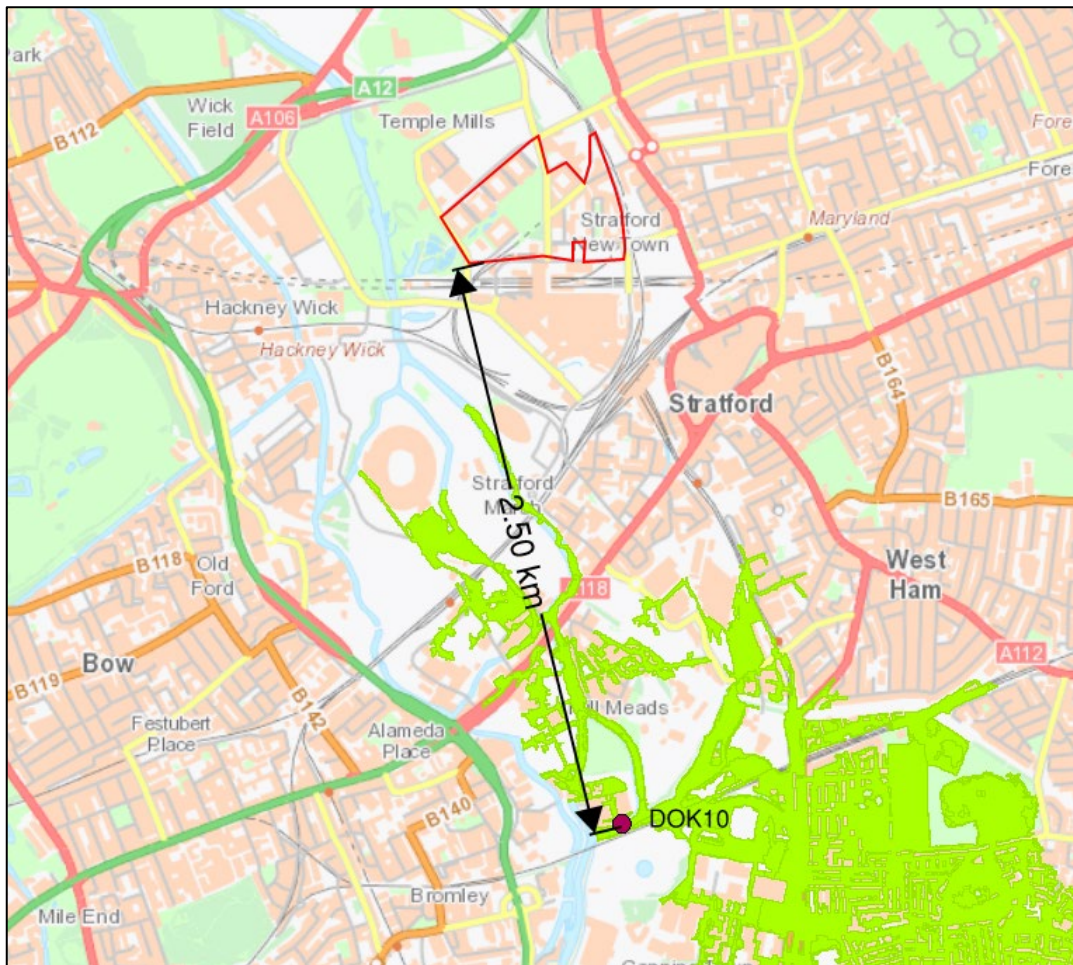 Park
Wick
Field
A12
A106
B112
Temple Mills
Fore
Fore
Maryland
Stratford
New Town
Hackney Wick
Hackney Wick
B164
Stratford
B165
Stratford
Marsh
2.50 km
B118
Old
Ford
A118
West
Ham
Bow
B119
A112
Festubert
Place
B142
Alameda
Place
Mill Meads
B140
DOK10
Bromley
Mile End